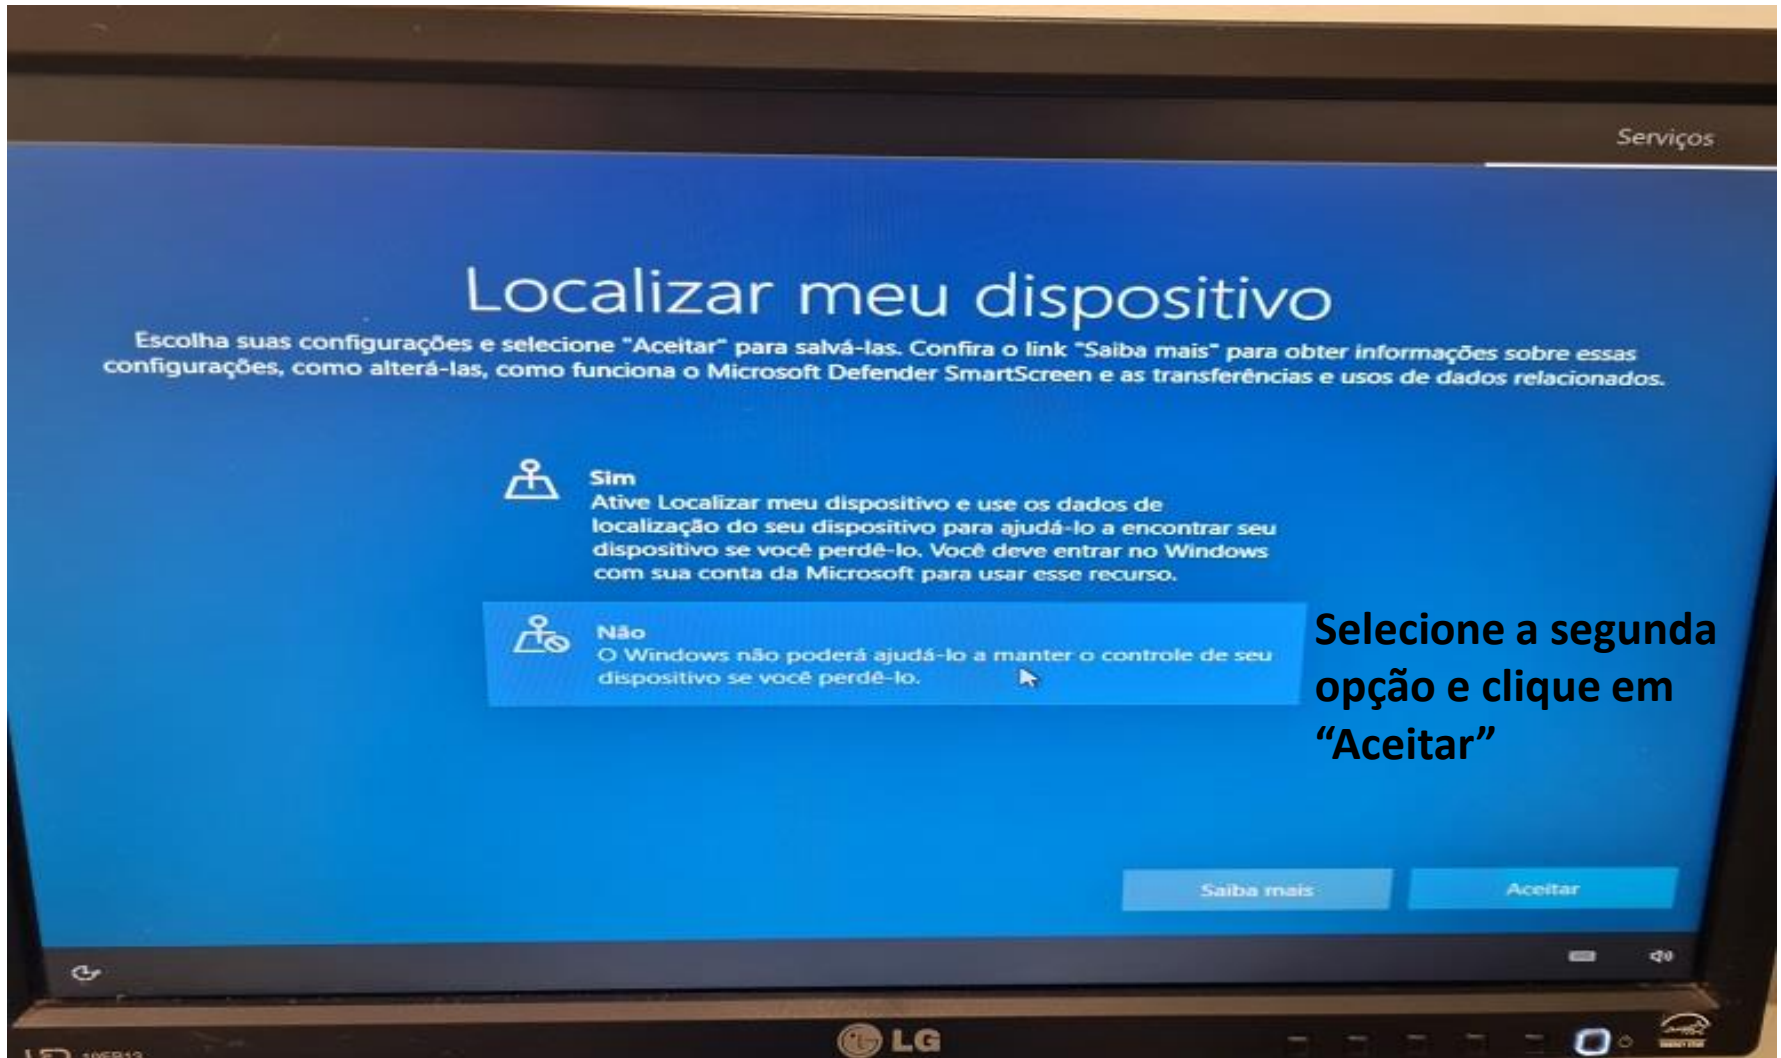 Serviços
Localizar meu dispositivo
Escolha suas configurações e selecione "Aceitar" para salvá-las. Confira o link "Saiba mais" para obter informações sobre essas
configurações, como alterá-las, como funciona o Microsoft Defender SmartScreen e as transferências e usos de dados relacionados.
Sim
Ative Localizar meu dispositivo e use os dados de
localização do seu dispositivo para ajudá-lo a encontrar seu
dispositivo se você perdê-lo. Você deve entrar no Windows
com sua conta da Microsoft para usar esse recurso.
Não
O Windows não poderá ajudá-lo a manter o controle de seu
dispositivo se você perdê-lo.
Selecione a segunda
opção e clique em
“Aceitar”
Saiba mais
Aceitar
LG